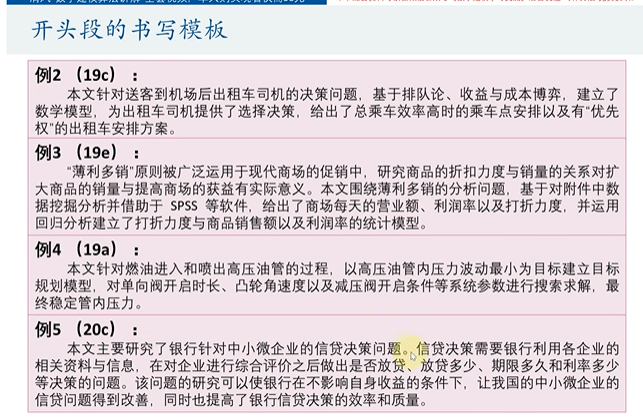 开头段的书写模板
例2 (19c) ：
本文针对送客到机场后出租车司机的决策问题，基于排队论、收益与成本博弈，建立了
数学模型，为出租车司机提供了选择决策，给出了总乘车效率高时的乘车点安排以及有“优先
权”的出租车安排方案。
例3 (19e) ：
“薄利多销”原则被广泛运用于现代商场的促销中，研究商品的折扣力度与销量的关系对扩
大商品的销量与提高商场的获益有实际意义。本文围绕薄利多销的分析问题，基于对附件中数
据挖掘分析并借助于 SPSS 等软件，给出了商场每天的营业额、利润率以及打折力度，并运用
回归分析建立了打折力度与商品销售额以及利润率的统计模型。
例4 (19a) ：
本文针对燃油进入和喷出高压油管的过程，以高压油管内压力波动最小为目标建立目标
规划模型，对单向阀开启时长、凸轮角速度以及减压阀开启条件等系统参数进行搜索求解，最
终稳定管内压力。
例5 (20c) ：
本文主要研究了银行针对中小微企业的信贷决策问题。信贷决策需要银行利用各企业的
相关资料与信息，在对企业进行综合评价之后做出是否放贷、放贷多少、期限多久和利率多少
等决策的问题。该问题的研究可以使银行在不影响自身收益的条件下，让我国的中小微企业的
信贷问题得到改善，同时也提高了银行信贷决策的效率和质量。